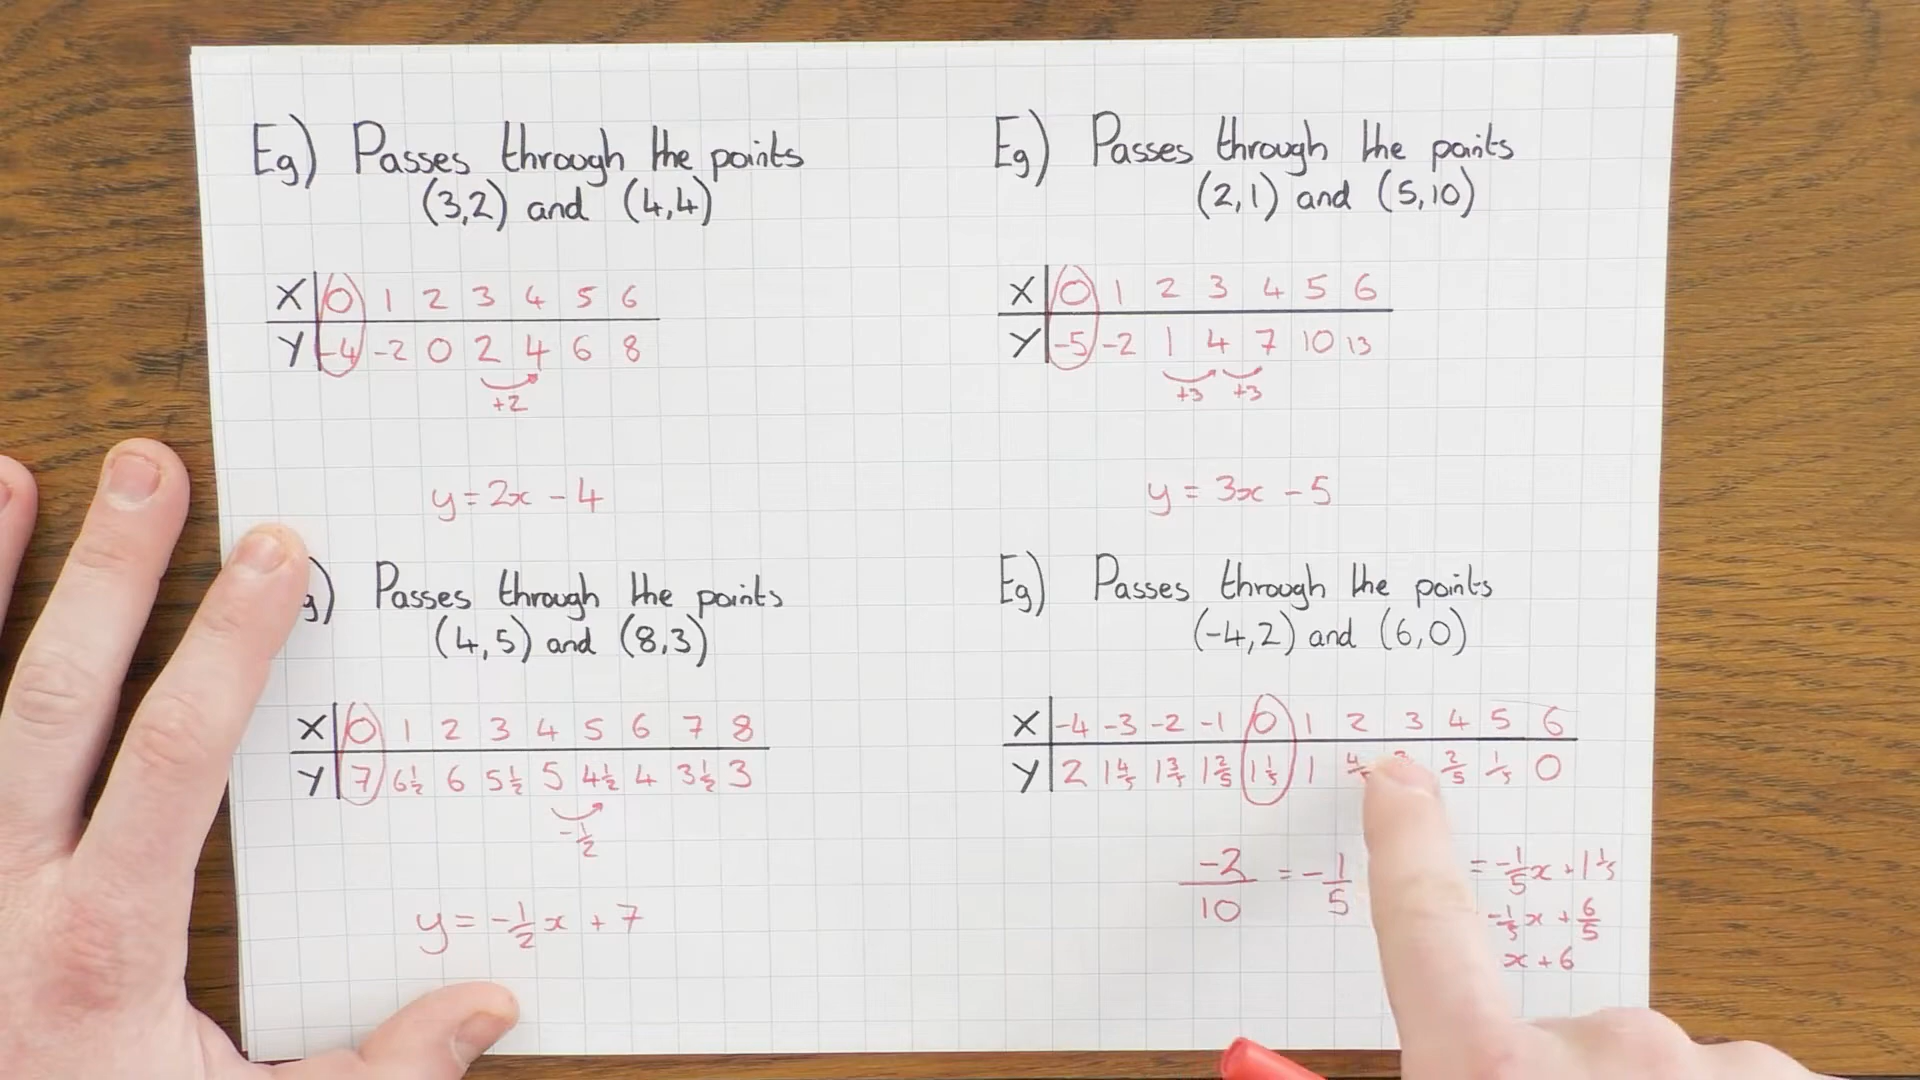 Eg) Passes through the points
(3,2) and (4,4)
X 0 1 2 3 4 5 6
Y -4 -2 0 2 4 6 8
+2
y = 2x - 4
Eg) Passes through the points
(2,1) and (5,10)
X 0 1 2 3 4 5 6
Y -5 -2 1 4 7 10 13
+3 +3
y = 3x - 5
g) Passes through the points
(4,5) and (8,3)
X 0 1 2 3 4 5 6 7 8
Y 7 6½ 6 5½ 5 4½ 4 3½ 3
-½
y = -½x + 7
Eg) Passes through the points
(-4,2) and (6,0)
X -4 -3 -2 -1 0 1 2 3 4 5 6
Y 2 1⅘ 1⅗ 1⅖ 1⅕ 1 ⅘ ⅖ ⅕ 0
-2/10 = -1/5
= -⅕x + 1⅕
-⅕x + 6/5
x + 6